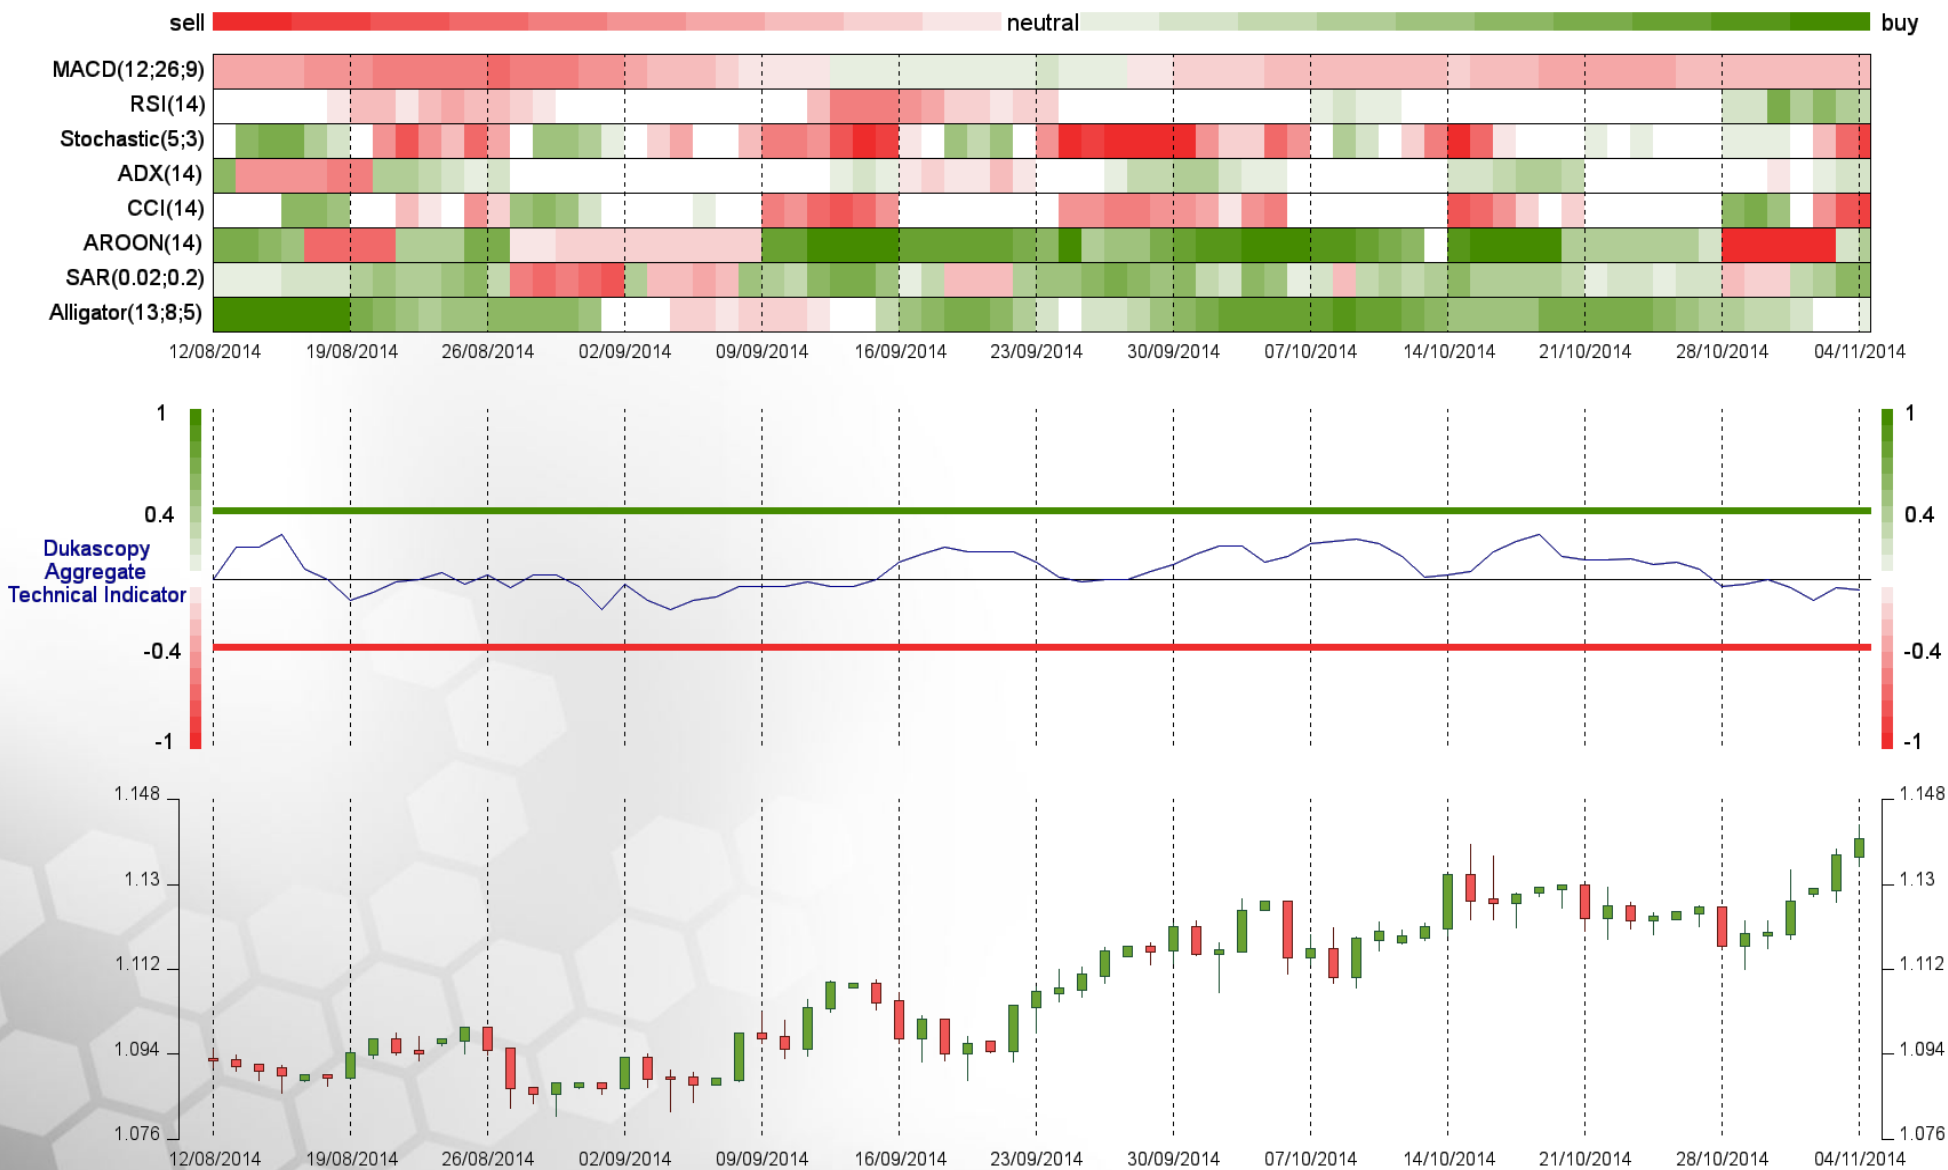 sell neutral buy
MACD(12;26;9)
RSI(14)
Stochastic(5;3)
ADX(14)
CCI(14)
AROON(14)
SAR(0.02;0.2)
Alligator(13;8;5)
12/08/2014 19/08/2014 26/08/2014 02/09/2014 09/09/2014 16/09/2014 23/09/2014 30/09/2014 07/10/2014 14/10/2014 21/10/2014 28/10/2014 04/11/2014
1 1
0.4 0.4
Dukascopy
Aggregate
Technical Indicator
-0.4 -0.4
-1 -1
1.148 1.148
1.13 1.13
1.112 1.112
1.094 1.094
1.076 1.076
12/08/2014 19/08/2014 26/08/2014 02/09/2014 09/09/2014 16/09/2014 23/09/2014 30/09/2014 07/10/2014 14/10/2014 21/10/2014 28/10/2014 04/11/2014